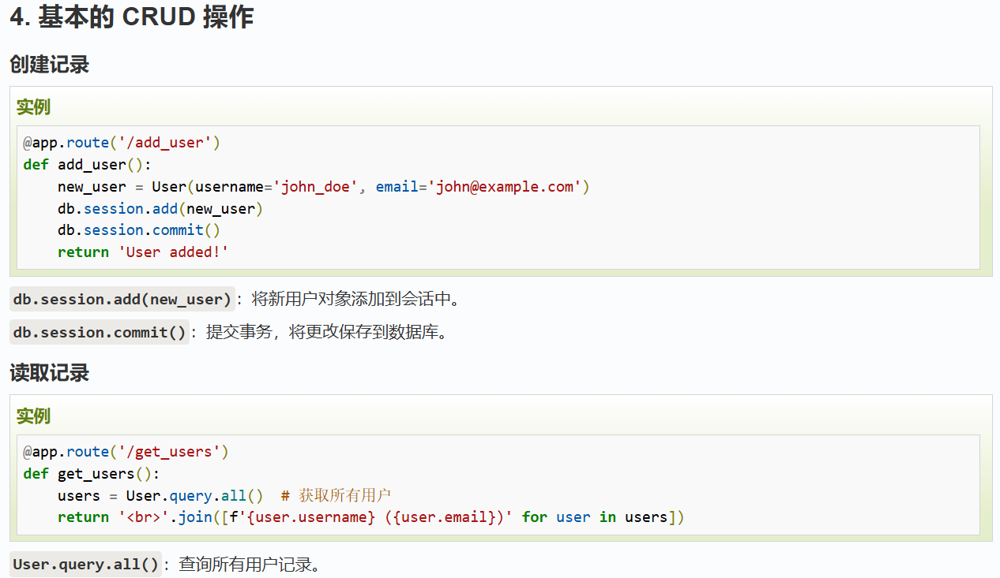 4. 基本的 CRUD 操作
创建记录
实例
@app.route('/add_user')
def add_user():
    new_user = User(username='john_doe', email='john@example.com')
    db.session.add(new_user)
    db.session.commit()
    return 'User added!'
db.session.add(new_user)：将新用户对象添加到会话中。
db.session.commit()：提交事务，将更改保存到数据库。
读取记录
实例
@app.route('/get_users')
def get_users():
    users = User.query.all()  # 获取所有用户
    return '<br>'.join([f'{user.username} ({user.email})' for user in users])
User.query.all()：查询所有用户记录。